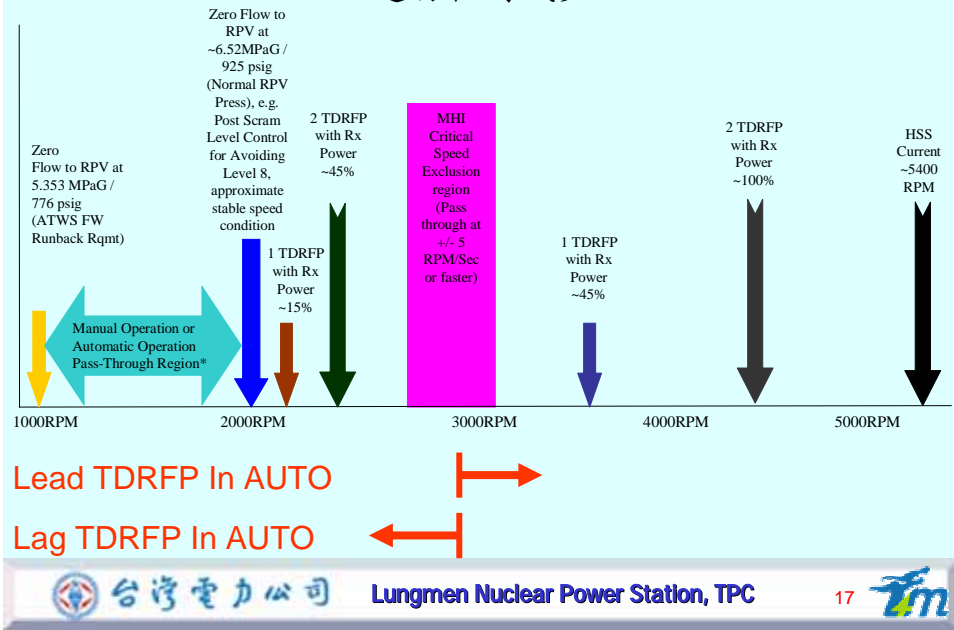 Zero Flow to
RPV at
~6.52MPaG /
925 psig
(Normal RPV
Press), e.g.
Post Scram
Level Control
for Avoiding
Level 8,
approximate
stable speed
condition
Zero
Flow to RPV at
5.353 MPaG /
776 psig
(ATWS FW
Runback Rqmt)
2 TDRFP
with Rx
Power
~45%
MHI
Critical
Speed
Exclusion
region
(Pass
through at
+/- 5
RPM/Sec
or faster)
2 TDRFP
with Rx
Power
~100%
HSS
Current
~5400
RPM
1 TDRFP
with Rx
Power
~15%
1 TDRFP
with Rx
Power
~45%
Manual Operation or
Automatic Operation
Pass-Through Region*
1000RPM 2000RPM 3000RPM 4000RPM 5000RPM
Lead TDRFP In AUTO
Lag TDRFP In AUTO
台灣電力公司 Lungmen Nuclear Power Station, TPC 17